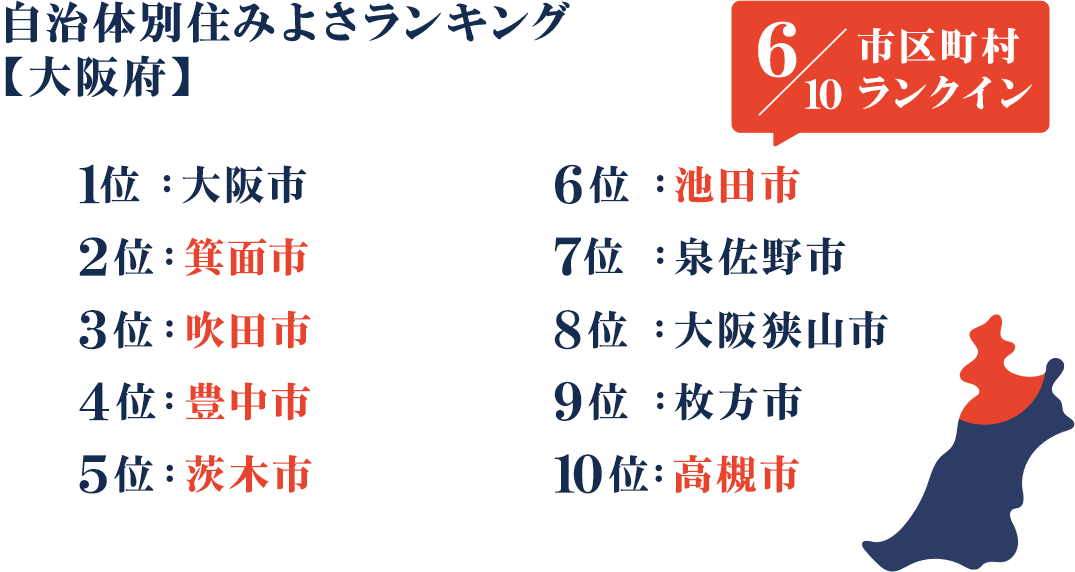 自治体別住みよさランキング
【大阪府】
6/10 市区町村
ランクイン
1位:大阪市
2位:箕面市
3位:吹田市
4位:豊中市
5位:茨木市
6位:池田市
7位:泉佐野市
8位:大阪狭山市
9位:枚方市
10位:高槻市